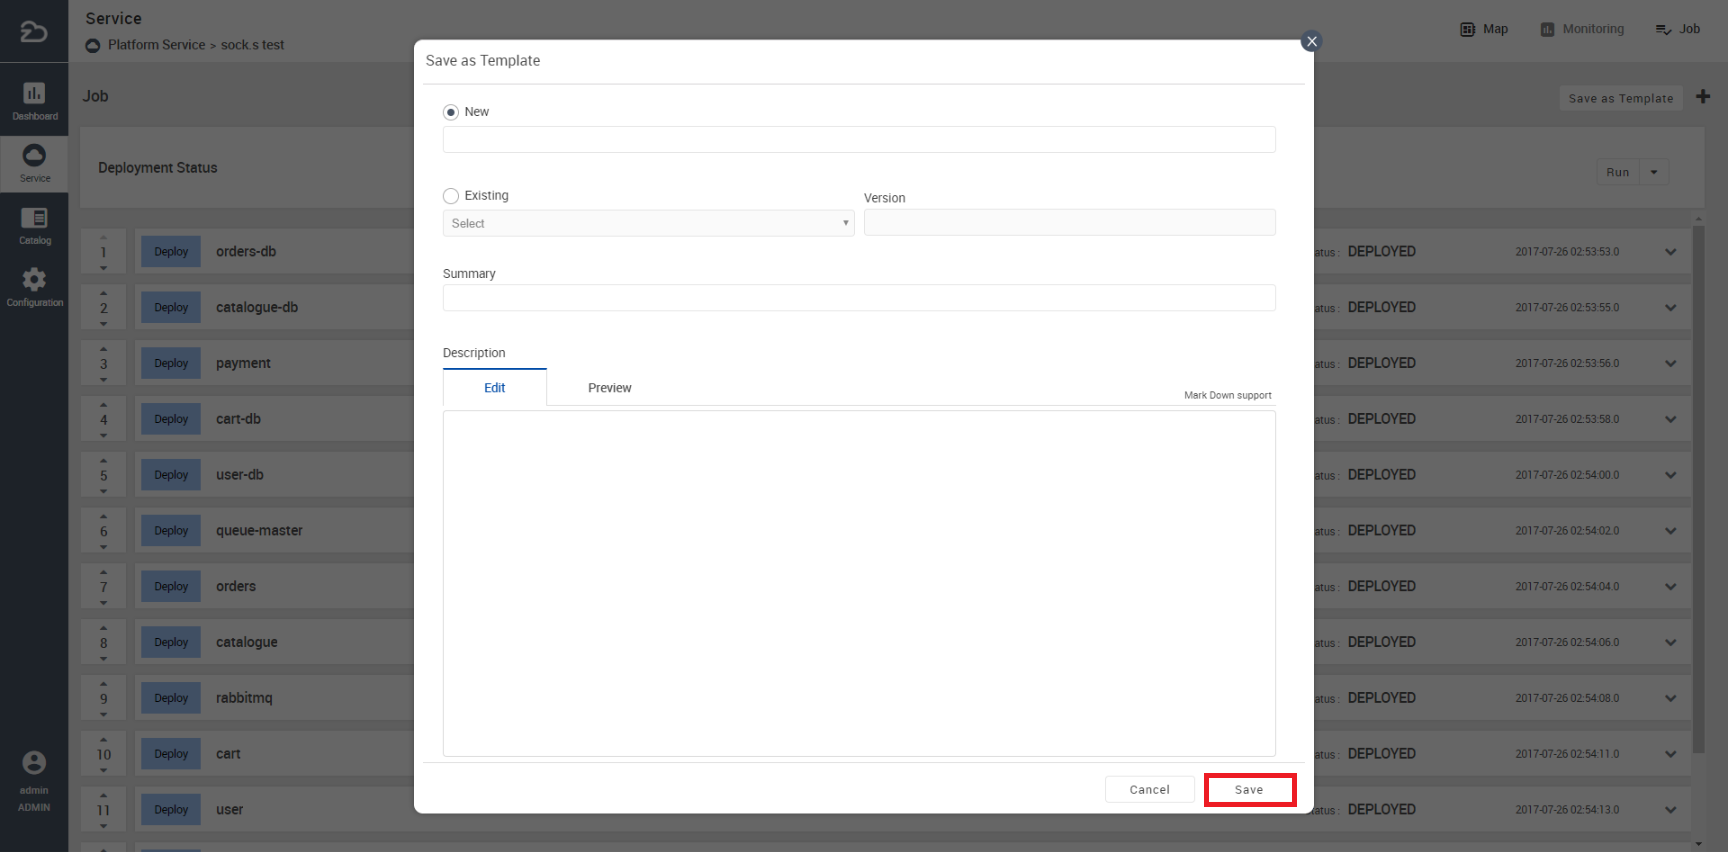 Service
Platform Service > sock.s test
Map
Monitoring
Job
Dashboard
Service
Catalog
Configuration
admin
ADMIN
Job
Save as Template
Deployment Status
Run
Save as Template
New
Existing
Version
Select
Summary
Description
Edit
Preview
Mark Down support
Cancel
Save
1 Deploy orders-db atus : DEPLOYED 2017-07-26 02:53:53.0
2 Deploy catalogue-db atus : DEPLOYED 2017-07-26 02:53:55.0
3 Deploy payment atus : DEPLOYED 2017-07-26 02:53:56.0
4 Deploy cart-db atus : DEPLOYED 2017-07-26 02:53:58.0
5 Deploy user-db atus : DEPLOYED 2017-07-26 02:54:00.0
6 Deploy queue-master atus : DEPLOYED 2017-07-26 02:54:02.0
7 Deploy orders atus : DEPLOYED 2017-07-26 02:54:04.0
8 Deploy catalogue atus : DEPLOYED 2017-07-26 02:54:06.0
9 Deploy rabbitmq atus : DEPLOYED 2017-07-26 02:54:08.0
10 Deploy cart atus : DEPLOYED 2017-07-26 02:54:11.0
11 Deploy user tatus : DEPLOYED 2017-07-26 02:54:13.0